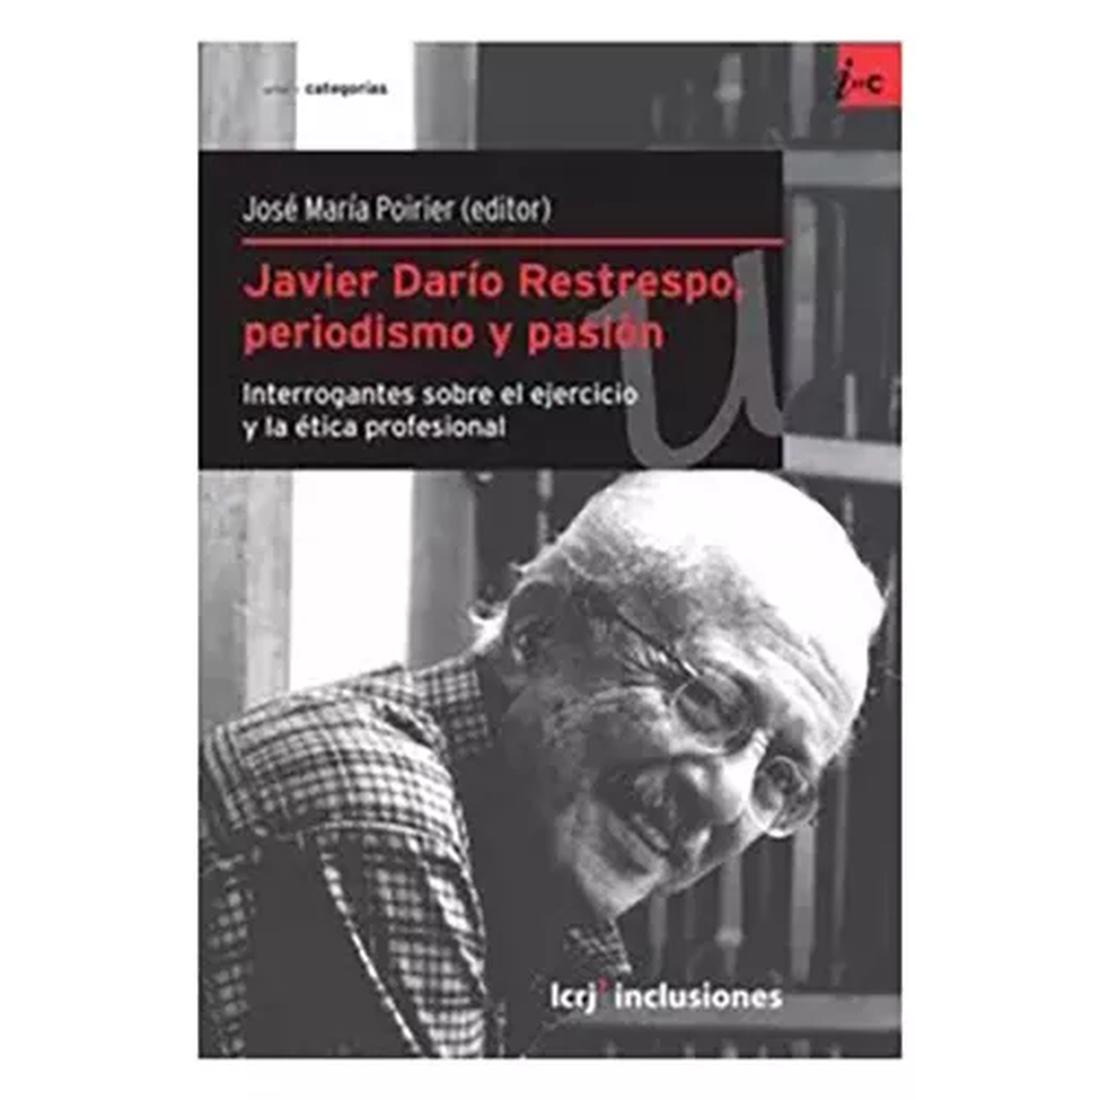 categorías
i c
José María Poirier (editor)
Javier Darío Restrespo,
periodismo y pasión
Interrogantes sobre el ejercicio
y la ética profesional
u
lcrj' inclusiones